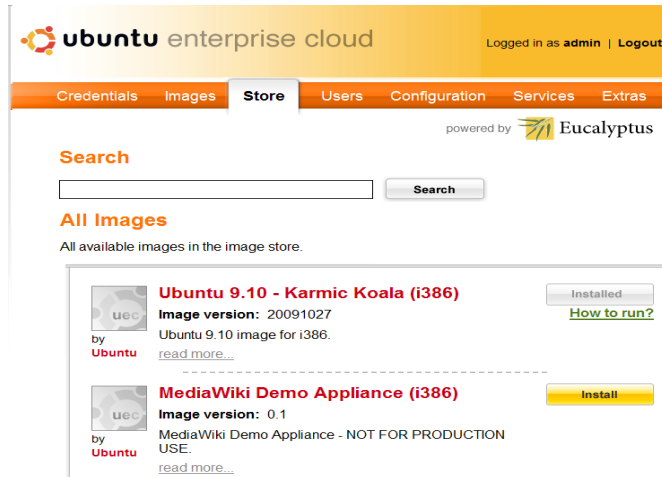 ubuntu enterprise cloud
Logged in as admin | Logout
Credentials Images Store Users Configuration Services Extras
powered by Eucalyptus
Search
Search
All Images
All available images in the image store.
Ubuntu 9.10 - Karmic Koala (i386)
Installed
uec
Image version: 20091027
How to run?
Ubuntu 9.10 image for i386.
by
Ubuntu
read more...
MediaWiki Demo Appliance (i386)
Install
uec
Image version: 0.1
MediaWiki Demo Appliance - NOT FOR PRODUCTION
USE.
by
Ubuntu
read more...